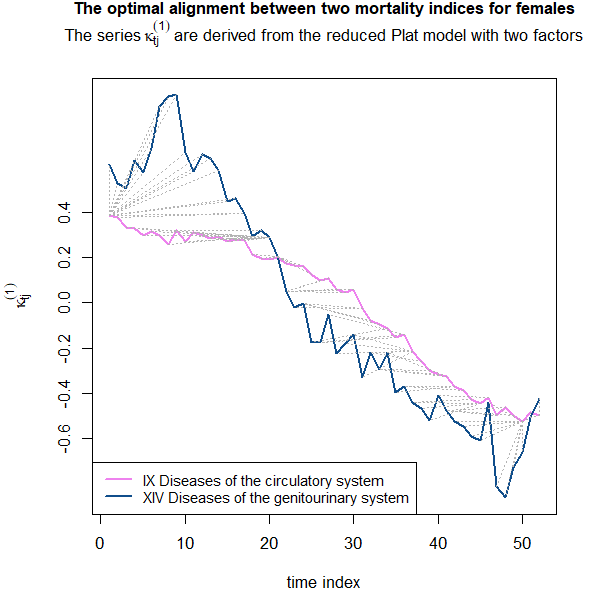 The optimal alignment between two mortality indices for females
The series κtj(1) are derived from the reduced Plat model with two factors
κtj(1)
0.4
0.2
0.0
-0.2
-0.4
-0.6
IX Diseases of the circulatory system
XIV Diseases of the genitourinary system
0 10 20 30 40 50
time index